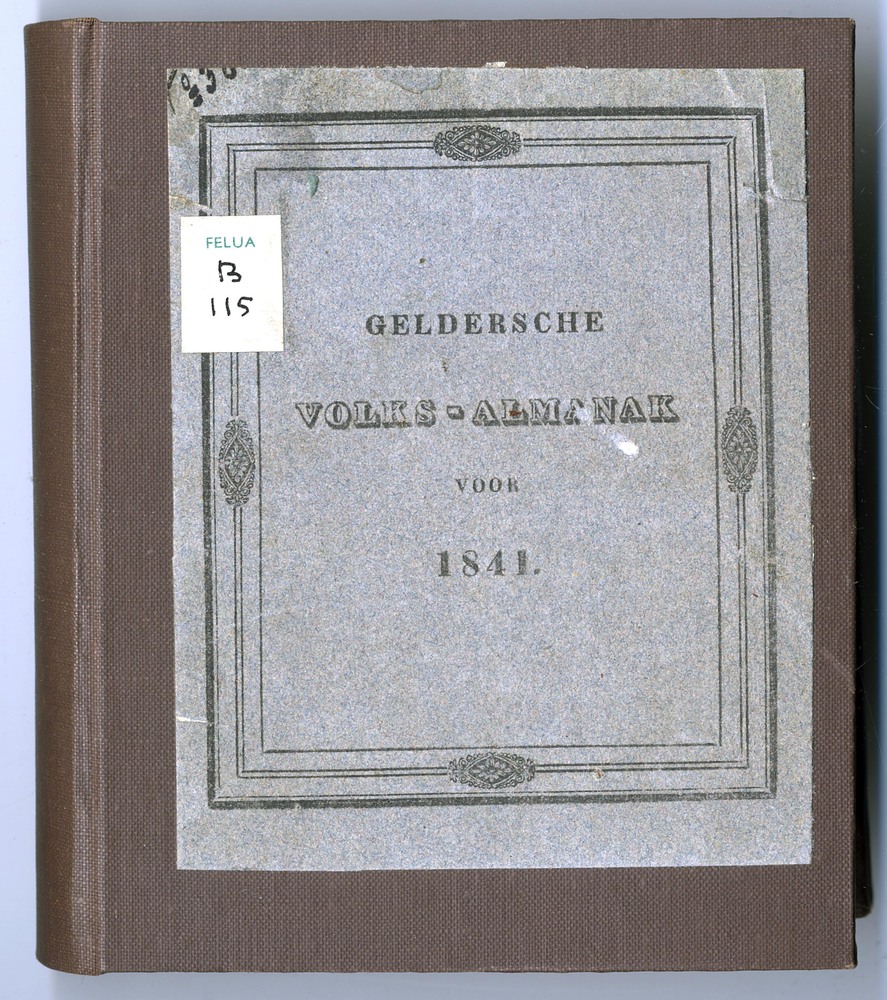 FELUA
B
115
GELDERSCHE
VOLKS-ALMANAK
VOOR
1841.